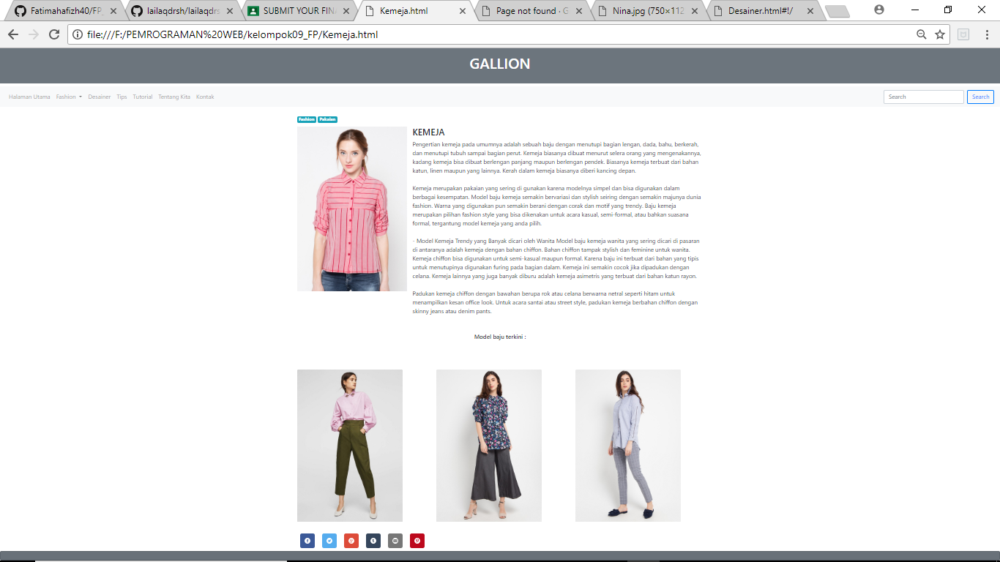 Fatimahafizh40/FP_
lailaqdrsh/lailaqdrs
SUBMIT YOUR FIN
Kemeja.html
Page not found · G
Nina.jpg (750×112
Desainer.html#!/
file:///F:/PEMROGRAMAN%20WEB/kelompok09_FP/Kemeja.html
GALLION
Halaman Utama Fashion Desainer Tips Tutorial Tentang Kita Kontak Search Search
Fashion Pakaian
KEMEJA
Pengertian kemeja pada umumnya adalah sebuah baju dengan menutupi bagian lengan, dada, bahu, berkerah,
dan menutupi tubuh sampai bagian perut. Kemeja biasanya dibuat menurut selera orang yang mengenakannya,
kadang kemeja bisa dibuat berlengan panjang maupun berlengan pendek. Biasanya kemeja terbuat dari bahan
katun, linen maupun yang lainnya. Kerah dalam kemeja biasanya diberi kancing depan.
Kemeja merupakan pakaian yang sering di gunakan karena modelnya simpel dan bisa digunakan dalam
berbagai kesempatan. Model baju kemeja semakin bervariasi dan stylish seiring dengan semakin majunya dunia
fashion. Warna yang digunakan pun semakin berani dengan corak dan motif yang trendy. Baju kemeja
merupakan pilihan fashion style yang bisa dikenakan untuk acara kasual, semi-formal, atau bahkan suasana
formal, tergantung model kemeja yang anda pilih.
- Model Kemeja Trendy yang Banyak dicari oleh Wanita Model baju kemeja wanita yang sering dicari di pasaran
di antaranya adalah kemeja dengan bahan chiffon. Bahan chiffon tampak stylish dan feminine untuk wanita.
Kemeja chiffon bisa digunakan untuk semi-kasual maupun formal. Karena baju ini terbuat dari bahan yang tipis
untuk menutupinya digunakan furing pada bagian dalam. Kemeja ini semakin cocok jika dipadukan dengan
celana. Kemeja lainnya yang juga banyak diburu adalah kemeja asimetris yang terbuat dari bahan katun rayon.
Padukan kemeja chiffon dengan bawahan berupa rok atau celana berwarna netral seperti hitam untuk
menampilkan kesan office look. Untuk acara santai atau street style, padukan kemeja berbahan chiffon dengan
skinny jeans atau denim pants.
Model baju terkini :